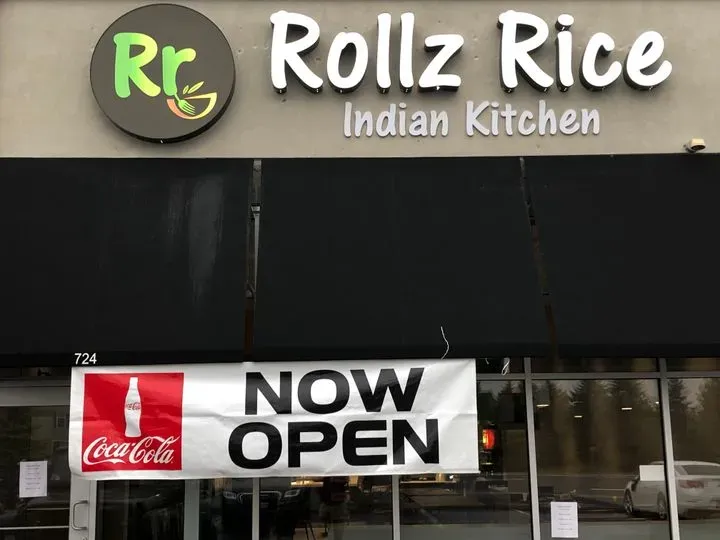 Rr
Rollz Rice
Indian Kitchen
724
Coca-Cola
NOW
OPEN